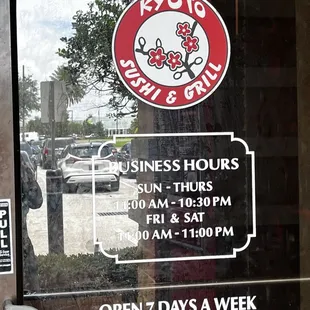 KYOTO
SUSHI & GRILL
BUSINESS HOURS
SUN - THURS
11:00 AM - 10:30 PM
FRI & SAT
11:00 AM - 11:00 PM
PULL
OPEN 7 DAYS A WEEK